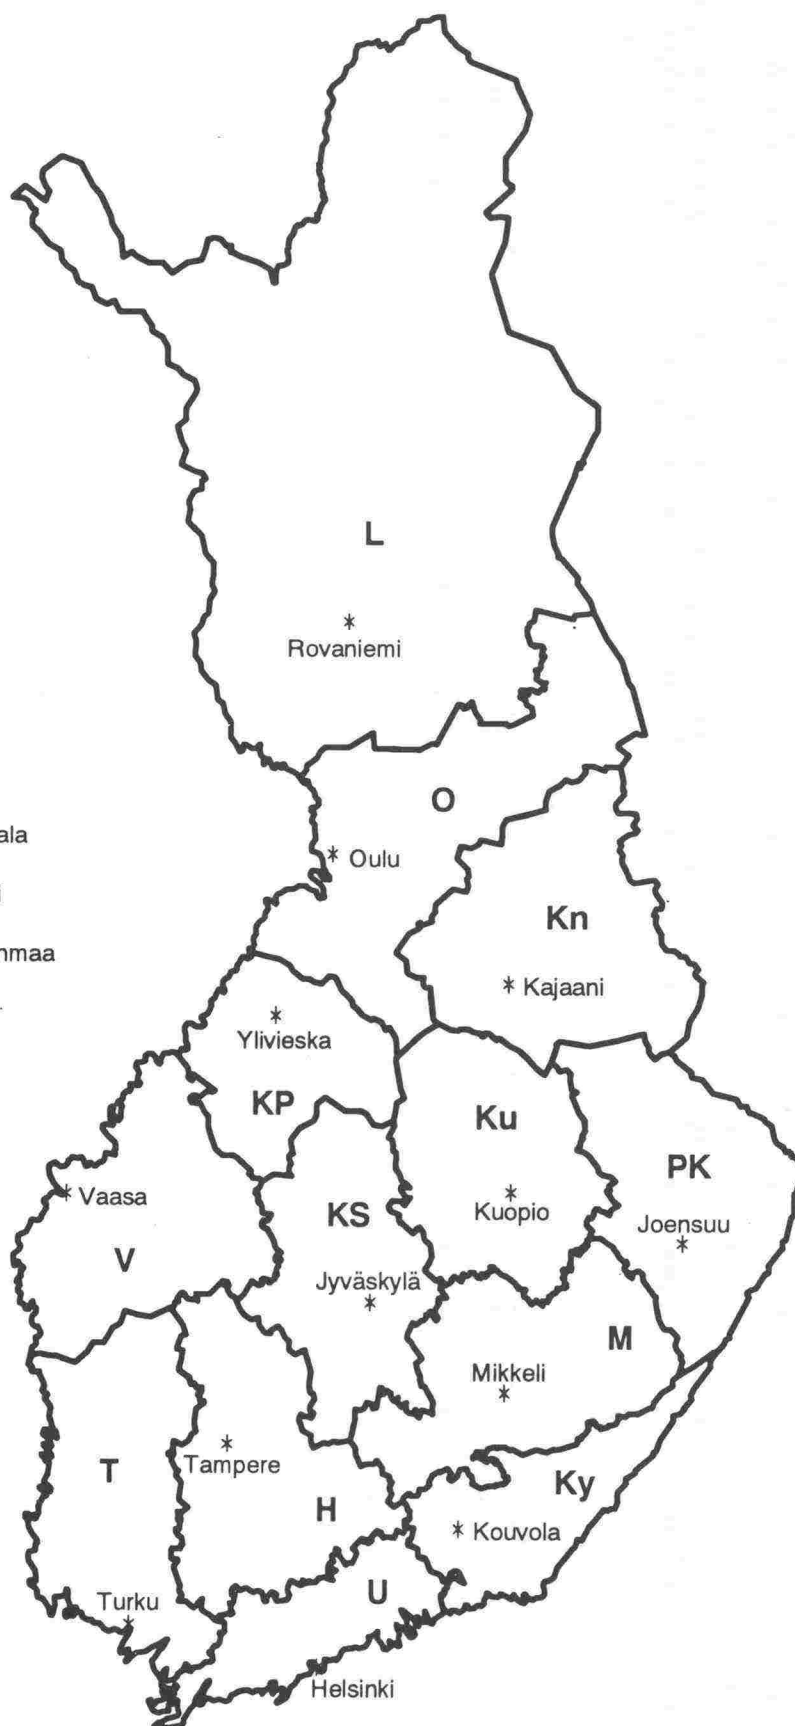 L
Rovaniemi
O
ala
Oulu
Kn
nmaa
Kajaani
Ylivieska
KP
Ku
PK
Vaasa
KS
Kuopio
Joensuu
V
Jyväskylä
M
Mikkeli
Tampere
T
Ky
H
Kouvola
U
Turku
Helsinki